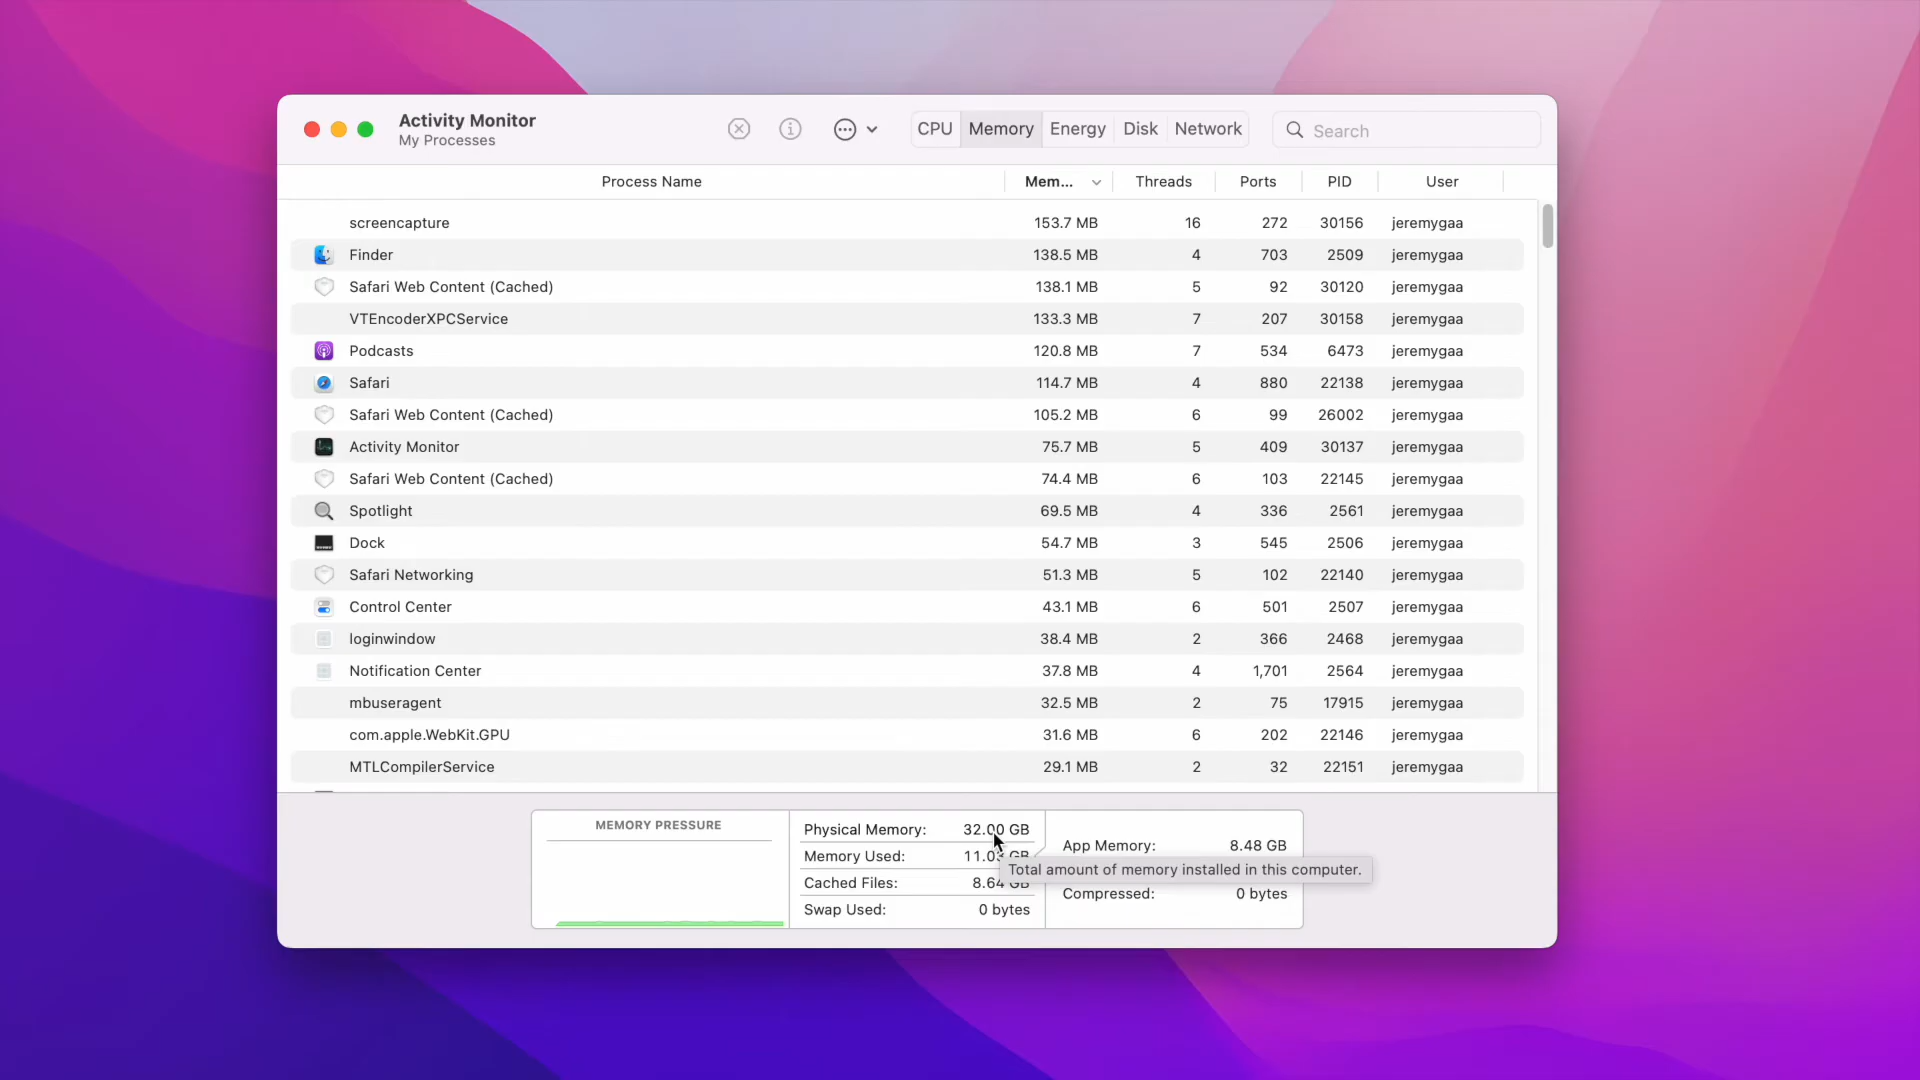 Activity Monitor
My Processes
CPU Memory Energy Disk Network
Search
Process Name Mem... Threads Ports PID User
screencapture 153.7 MB 16 272 30156 jeremygaa
Finder 138.5 MB 4 703 2509 jeremygaa
Safari Web Content (Cached) 138.1 MB 5 92 30120 jeremygaa
VTEncoderXPCService 133.3 MB 7 207 30158 jeremygaa
Podcasts 120.8 MB 7 534 6473 jeremygaa
Safari 114.7 MB 4 880 22138 jeremygaa
Safari Web Content (Cached) 105.2 MB 6 99 26002 jeremygaa
Activity Monitor 75.7 MB 5 409 30137 jeremygaa
Safari Web Content (Cached) 74.4 MB 6 103 22145 jeremygaa
Spotlight 69.5 MB 4 336 2561 jeremygaa
Dock 54.7 MB 3 545 2506 jeremygaa
Safari Networking 51.3 MB 5 102 22140 jeremygaa
Control Center 43.1 MB 6 501 2507 jeremygaa
loginwindow 38.4 MB 2 366 2468 jeremygaa
Notification Center 37.8 MB 4 1,701 2564 jeremygaa
mbuseragent 32.5 MB 2 75 17915 jeremygaa
com.apple.WebKit.GPU 31.6 MB 6 202 22146 jeremygaa
MTLCompilerService 29.1 MB 2 32 22151 jeremygaa
MEMORY PRESSURE
Physical Memory: 32.00 GB
Memory Used: 11.03 GB
Cached Files: 8.64 GB
Swap Used: 0 bytes
App Memory: 8.48 GB
Total amount of memory installed in this computer.
Compressed: 0 bytes